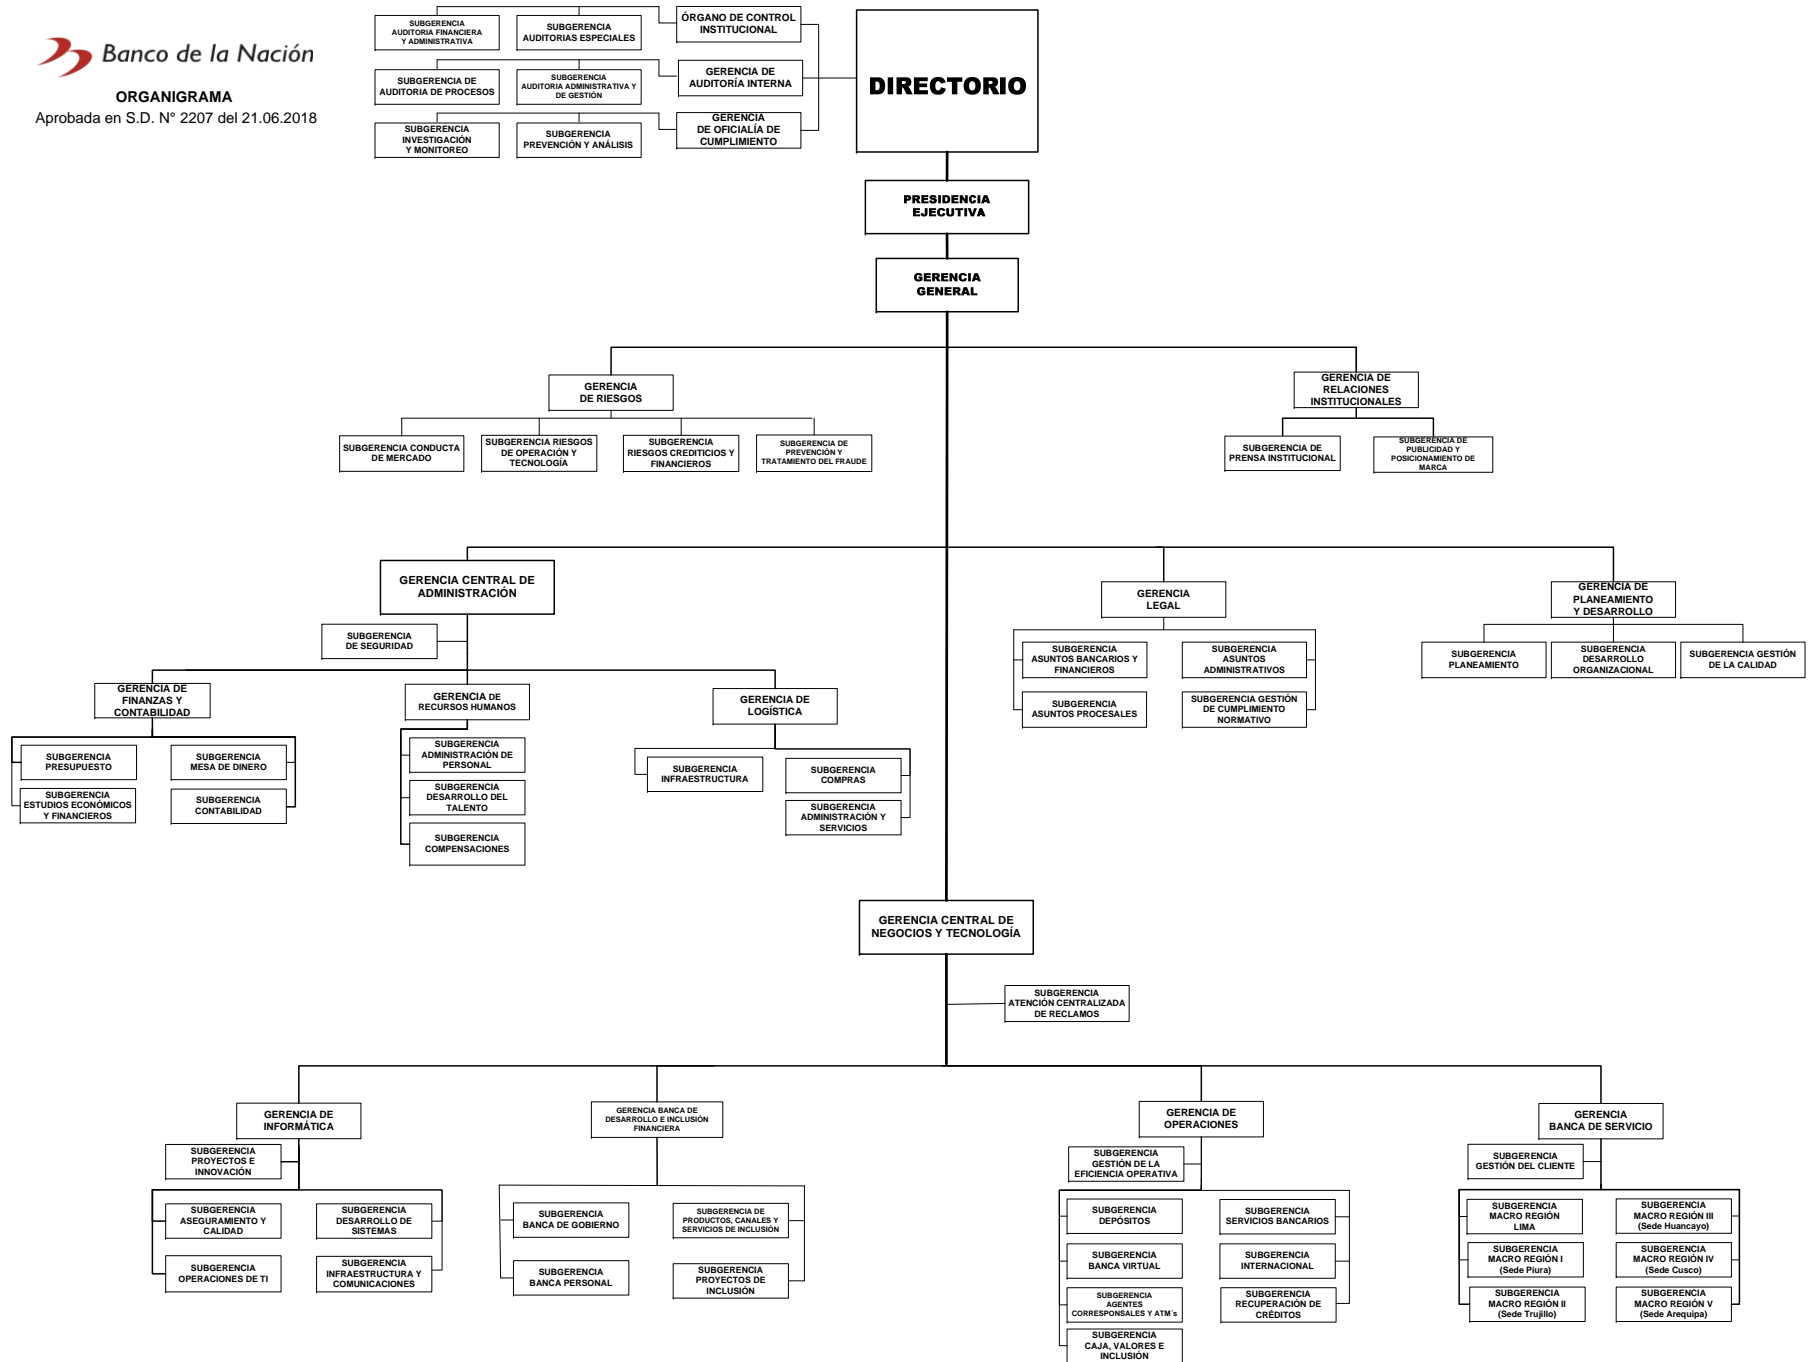 Banco de la Nación
ORGANIGRAMA
Aprobada en S.D. N° 2207 del 21.06.2018
SUBGERENCIA
AUDITORIA FINANCIERA
Y ADMINISTRATIVA
SUBGERENCIA
AUDITORIAS ESPECIALES
ÓRGANO DE CONTROL
INSTITUCIONAL
SUBGERENCIA DE
AUDITORIA DE PROCESOS
SUBGERENCIA
AUDITORIA ADMINISTRATIVA Y
DE GESTIÓN
GERENCIA DE
AUDITORÍA INTERNA
SUBGERENCIA
INVESTIGACIÓN
Y MONITOREO
SUBGERENCIA
PREVENCIÓN Y ANÁLISIS
GERENCIA
DE OFICIALÍA DE
CUMPLIMIENTO
DIRECTORIO
PRESIDENCIA
EJECUTIVA
GERENCIA
GENERAL
GERENCIA
DE RIESGOS
GERENCIA DE
RELACIONES
INSTITUCIONALES
SUBGERENCIA CONDUCTA
DE MERCADO
SUBGERENCIA RIESGOS
DE OPERACIÓN Y
TECNOLOGÍA
SUBGERENCIA
RIESGOS CREDITICIOS Y
FINANCIEROS
SUBGERENCIA DE
PREVENCIÓN Y
TRATAMIENTO DEL FRAUDE
SUBGERENCIA DE
PRENSA INSTITUCIONAL
SUBGERENCIA DE
PUBLICIDAD Y
POSICIONAMIENTO DE
MARCA
GERENCIA CENTRAL DE
ADMINISTRACIÓN
GERENCIA
LEGAL
GERENCIA DE
PLANEAMIENTO
Y DESARROLLO
SUBGERENCIA
DE SEGURIDAD
SUBGERENCIA
ASUNTOS BANCARIOS Y
FINANCIEROS
SUBGERENCIA
ASUNTOS
ADMINISTRATIVOS
SUBGERENCIA
PLANEAMIENTO
SUBGERENCIA
DESARROLLO
ORGANIZACIONAL
SUBGERENCIA GESTIÓN
DE LA CALIDAD
SUBGERENCIA
ASUNTOS PROCESALES
SUBGERENCIA GESTIÓN
DE CUMPLIMIENTO
NORMATIVO
GERENCIA DE
FINANZAS Y
CONTABILIDAD
GERENCIA DE
RECURSOS HUMANOS
GERENCIA DE
LOGÍSTICA
SUBGERENCIA
PRESUPUESTO
SUBGERENCIA
MESA DE DINERO
SUBGERENCIA
ESTUDIOS ECONÓMICOS
Y FINANCIEROS
SUBGERENCIA
CONTABILIDAD
SUBGERENCIA
ADMINISTRACIÓN DE
PERSONAL
SUBGERENCIA
DESARROLLO DEL
TALENTO
SUBGERENCIA
COMPENSACIONES
SUBGERENCIA
INFRAESTRUCTURA
SUBGERENCIA
COMPRAS
SUBGERENCIA
ADMINISTRACIÓN Y
SERVICIOS
GERENCIA CENTRAL DE
NEGOCIOS Y TECNOLOGÍA
SUBGERENCIA
ATENCIÓN CENTRALIZADA
DE RECLAMOS
GERENCIA DE
INFORMÁTICA
GERENCIA BANCA DE
DESARROLLO E INCLUSIÓN
FINANCIERA
GERENCIA DE
OPERACIONES
GERENCIA
BANCA DE SERVICIO
SUBGERENCIA
PROYECTOS E
INNOVACIÓN
SUBGERENCIA
ASEGURAMIENTO Y
CALIDAD
SUBGERENCIA
DESARROLLO DE
SISTEMAS
SUBGERENCIA
OPERACIONES DE TI
SUBGERENCIA
INFRAESTRUCTURA Y
COMUNICACIONES
SUBGERENCIA
BANCA DE GOBIERNO
SUBGERENCIA DE
PRODUCTOS, CANALES Y
SERVICIOS DE INCLUSIÓN
SUBGERENCIA
BANCA PERSONAL
SUBGERENCIA
PROYECTOS DE
INCLUSIÓN
SUBGERENCIA
GESTIÓN DE LA
EFICIENCIA OPERATIVA
SUBGERENCIA
DEPÓSITOS
SUBGERENCIA
SERVICIOS BANCARIOS
SUBGERENCIA
BANCA VIRTUAL
SUBGERENCIA
INTERNACIONAL
SUBGERENCIA
AGENTES
CORRESPONSALES Y ATM´s
SUBGERENCIA
RECUPERACIÓN DE
CRÉDITOS
SUBGERENCIA
CAJA, VALORES E
INCLUSIÓN
SUBGERENCIA
GESTIÓN DEL CLIENTE
SUBGERENCIA
MACRO REGIÓN
LIMA
SUBGERENCIA
MACRO REGIÓN III
(Sede Huancayo)
SUBGERENCIA
MACRO REGIÓN I
(Sede Piura)
SUBGERENCIA
MACRO REGIÓN IV
(Sede Cusco)
SUBGERENCIA
MACRO REGIÓN II
(Sede Trujillo)
SUBGERENCIA
MACRO REGIÓN V
(Sede Arequipa)